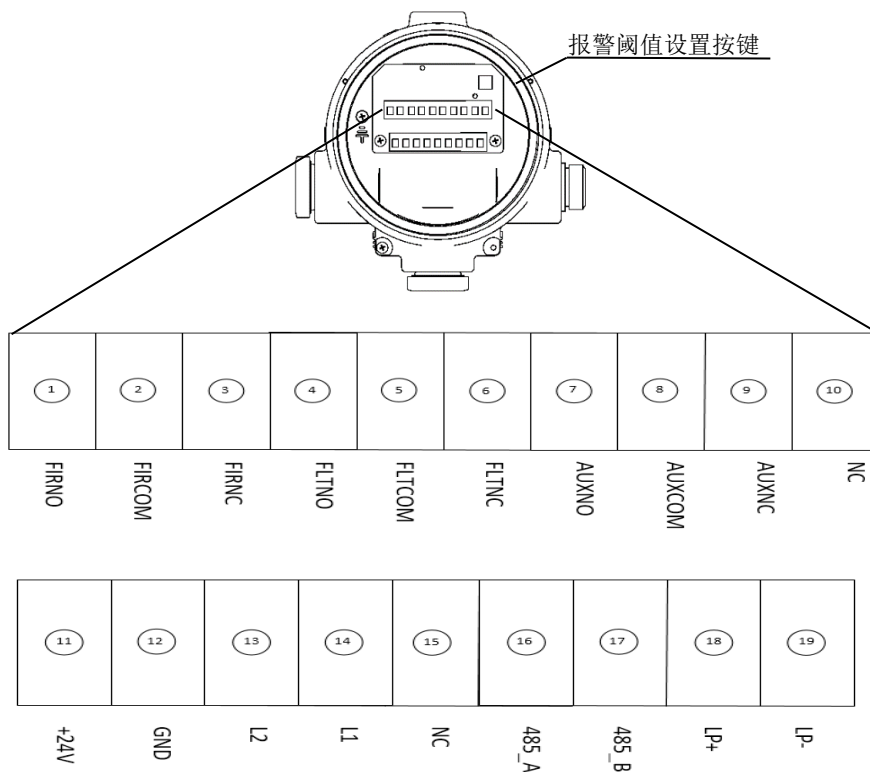 报警阈值设置按键
1 2 3 4 5 6 7 8 9 10
FIRNO FIRCOM FIRNC FLTNO FLTCOM FLTNC AUXNO AUXCOM AUXNC NC
11 12 13 14 15 16 17 18 19
+24V GND L2 L1 NC 485_A 485_B LP+ LP-